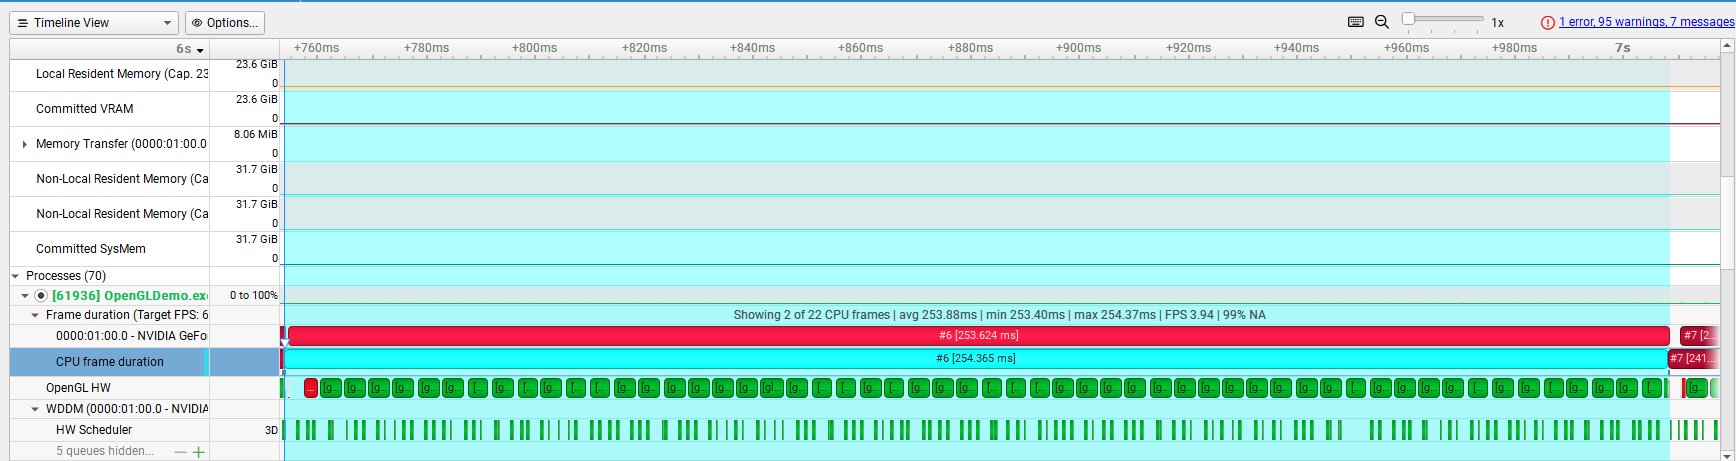 Timeline View Options... 1x 1 error, 95 warnings, 7 messages
6s +760ms +780ms +800ms +820ms +840ms +860ms +880ms +900ms +920ms +940ms +960ms +980ms 7s
Local Resident Memory (Cap. 23 23.6 GiB
0
Committed VRAM 23.6 GiB
0
Memory Transfer (0000:01:00.0 8.06 MiB
0
Non-Local Resident Memory (Ca 31.7 GiB
0
Non-Local Resident Memory (Ca 31.7 GiB
0
Committed SysMem 31.7 GiB
0
Processes (70)
[61936] OpenGLDemo.exe 0 to 100%
Frame duration (Target FPS: 6 Showing 2 of 22 CPU frames | avg 253.88ms | min 253.40ms | max 254.37ms | FPS 3.94 | 99% NA
0000:01:00.0 - NVIDIA GeFo #6 [253.624 ms] #7 [2...
CPU frame duration #6 [254.365 ms] #7 [241....
OpenGL HW ... [g... [g... [g... [g... [g... [g... [... [g... [... [g... [... [g... [... [g... [g... [g... [g... [g... [gl... [g... [... [g... [... [g... [g... [g... [g... [... [g... [... [g... [g... [g... [g... [g... [g... [g... [g... [g... [g... [g... [... [g... [... [g... [g... [g... [g... [g... [g... [g... [g... [g... [... [g... [g...
WDDM (0000:01:00.0 - NVIDIA
HW Scheduler 3D
5 queues hidden... — +